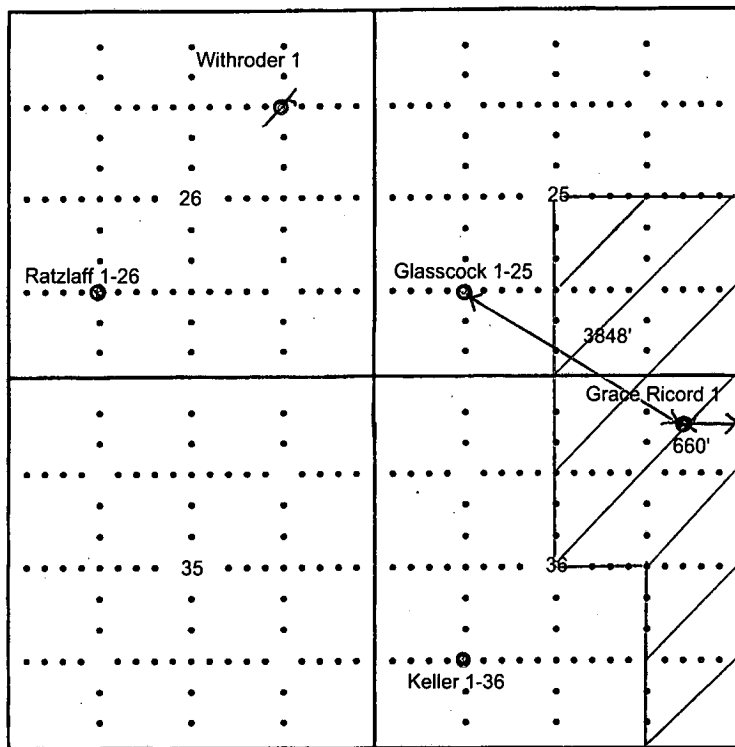 Withroder 1
26
25
Ratzlaff 1-26
Glasscock 1-25
3848'
Grace Ricord 1
660'
35
36
Keller 1-36